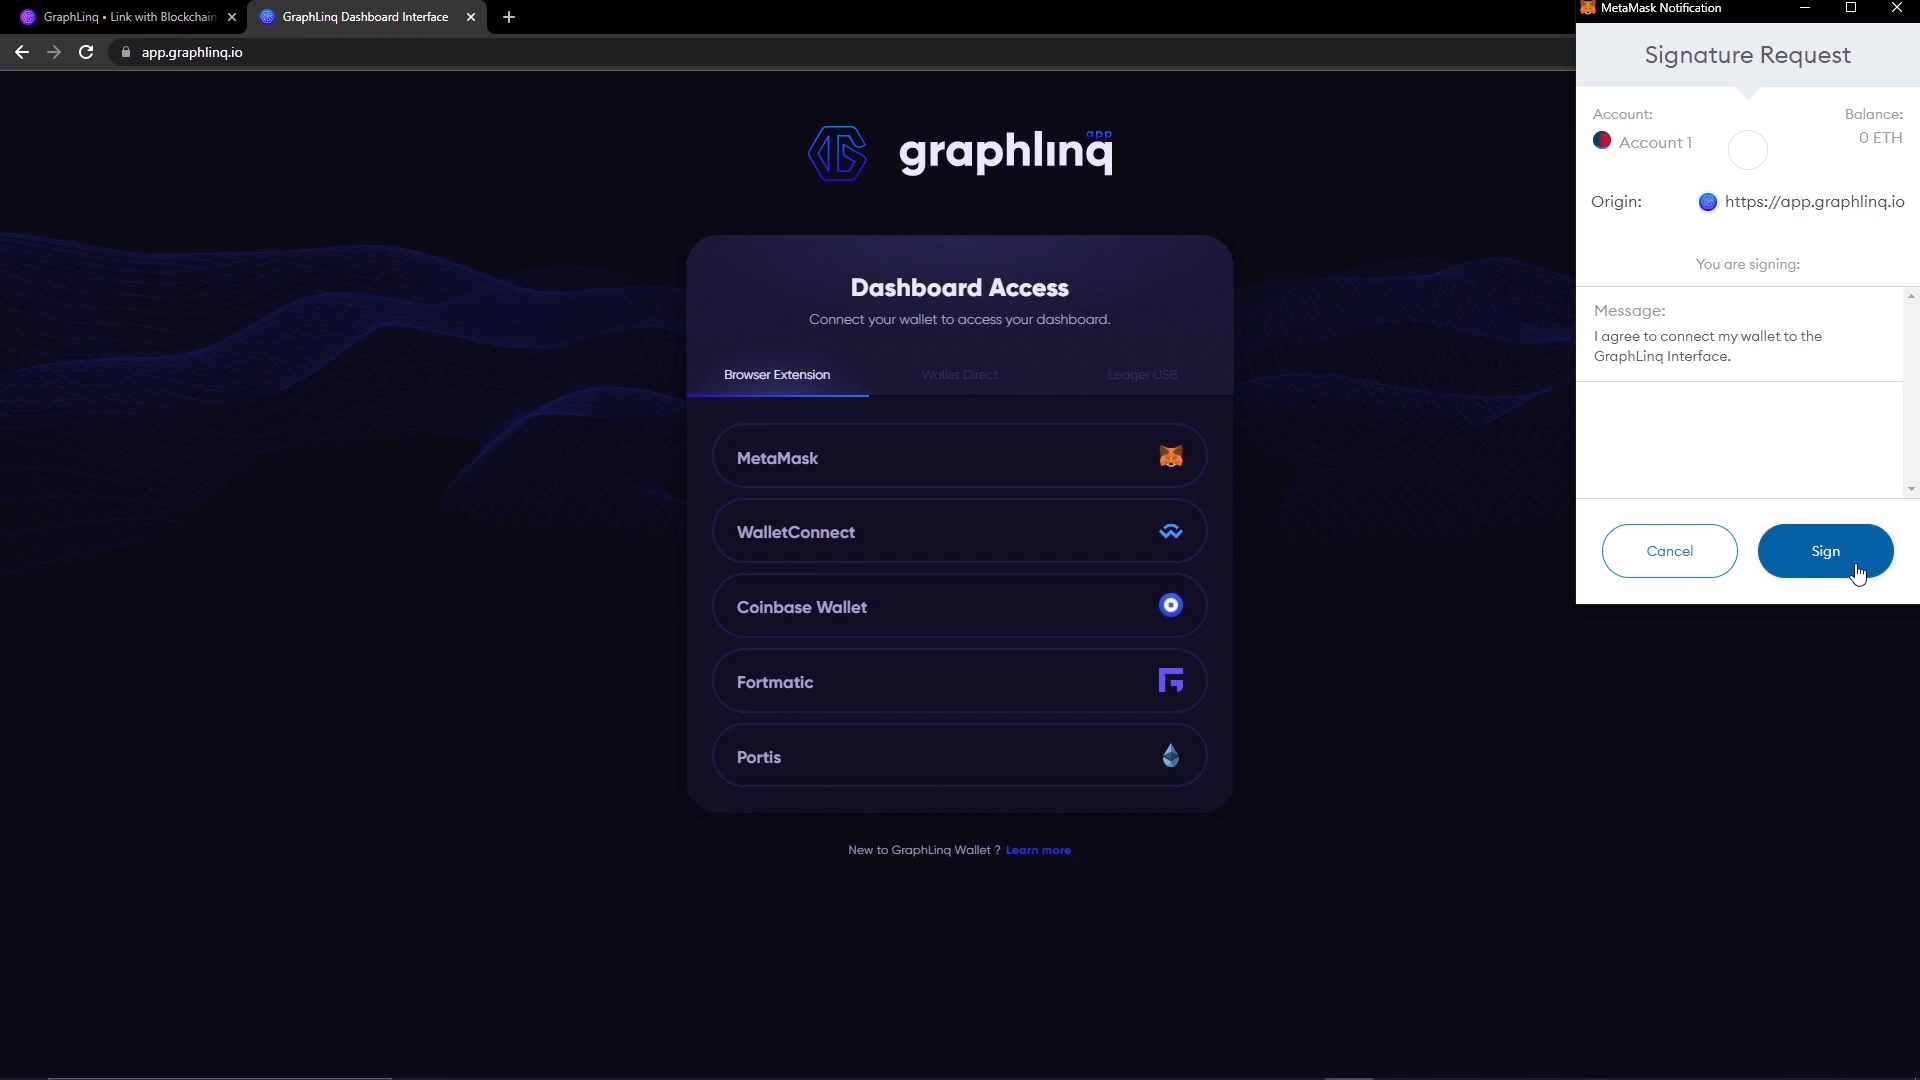 GraphLinq • Link with Blockchain
GraphLinq Dashboard Interface
app.graphlinq.io
graphlinq
app
Dashboard Access
Connect your wallet to access your dashboard.
Browser Extension
Wallet Direct
Ledger USB
MetaMask
WalletConnect
Coinbase Wallet
Fortmatic
Portis
New to GraphLinq Wallet ? Learn more
MetaMask Notification
Signature Request
Account:
Balance:
Account 1
0 ETH
Origin:
https://app.graphlinq.io
You are signing:
Message:
I agree to connect my wallet to the
GraphLinq Interface.
Cancel
Sign